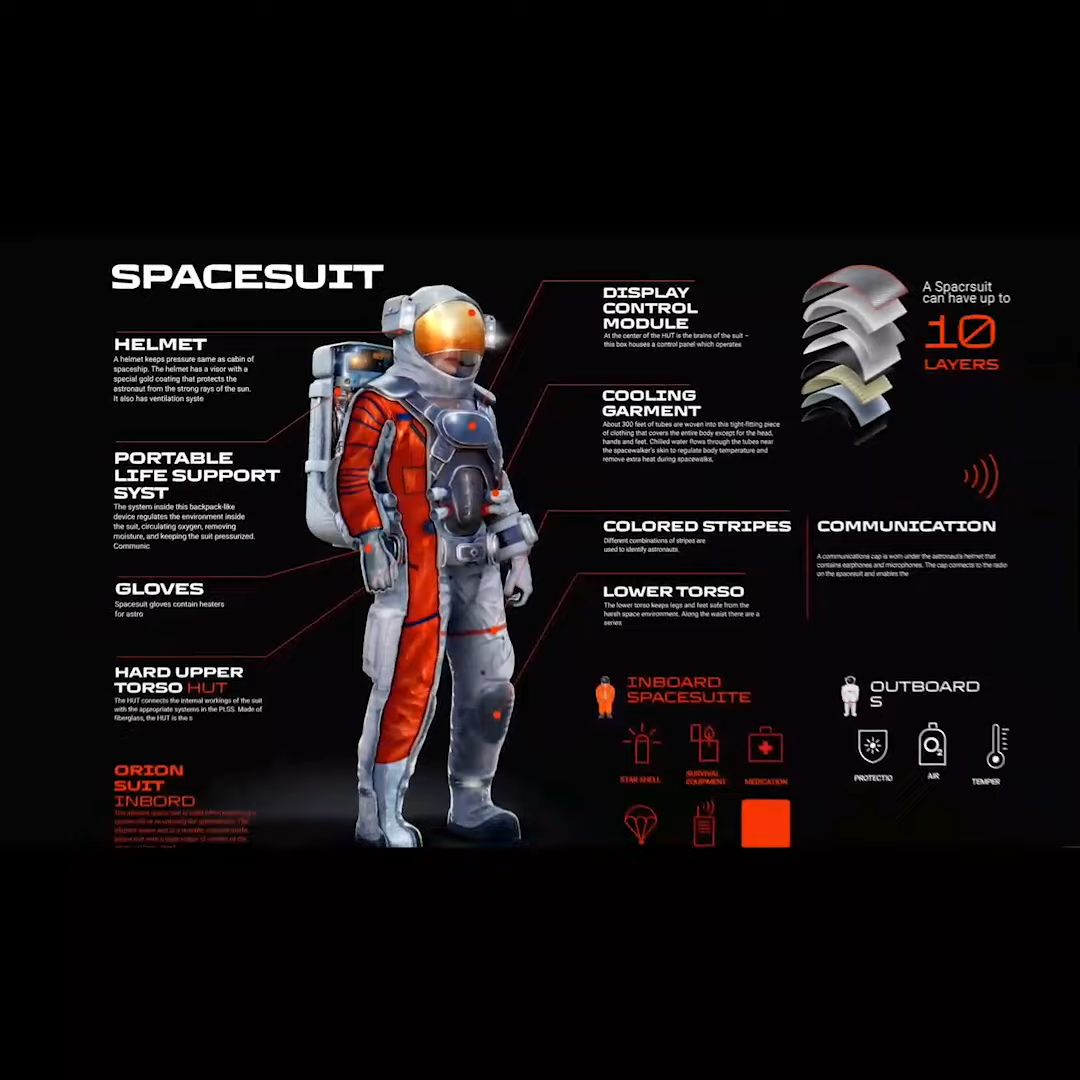 SPACESUIT
HELMET
A helmet keeps pressure same as cabin of
spaceship. The helmet has a visor with a
special gold coating that protects the
astronaut from the strong rays of the sun.
It also has ventilation syste
PORTABLE
LIFE SUPPORT
SYST
The system inside this backpack-like
device regulates the environment inside
the suit, circulating oxygen, removing
moisture, and keeping the suit pressurized.
Communic
GLOVES
Spacesuit gloves contain heaters
for astro
HARD UPPER
TORSO HUT
The HUT connects the internal workings of the suit
with the appropriate systems in the PLSS. Made of
fiberglass, the HUT is the s
ORION
SUIT
INBORD
DISPLAY
CONTROL
MODULE
At the center of the HUT is the brains of the suit –
this box houses a control panel which operates
COOLING
GARMENT
About 300 feet of tubes are woven into this tight-fitting piece
of clothing that covers the entire body except for the head,
hands and feet. Chilled water flows through the tubes near
the spacewalker's skin to regulate body temperature and
remove extra heat during spacewalks.
COLORED STRIPES
Different combinations of stripes are
used to identify astronauts.
LOWER TORSO
The lower torso keeps legs and feet safe from the
harsh space environment. Along the waist there are a
series
A Spacrsuit
can have up to
10
LAYERS
COMMUNICATION
A communications cap is worn under the astronaut's helmet that
contains earphones and microphones. The cap connects to the radio
on the spacesuit and enables the
INBOARD
SPACESUITE
STAR SHELL
SURVIVAL
EQUIPMENT
MEDICATION
OUTBOARD
S
O2
PROTECTIO
AIR
TEMPER